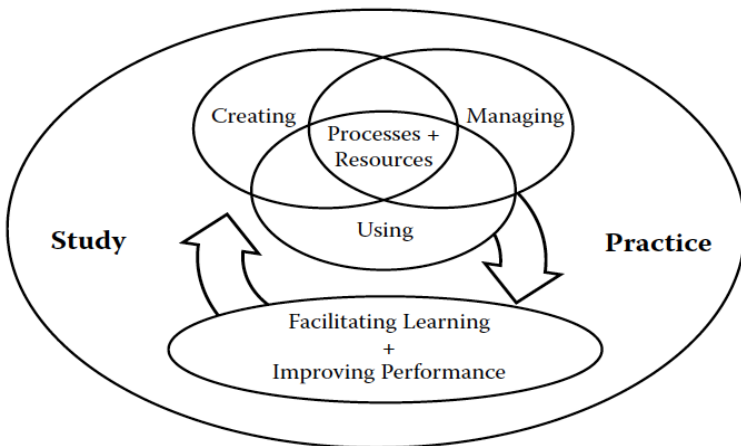 Creating
Managing
Processes +
Resources
Using
Study
Practice
Facilitating Learning
+
Improving Performance